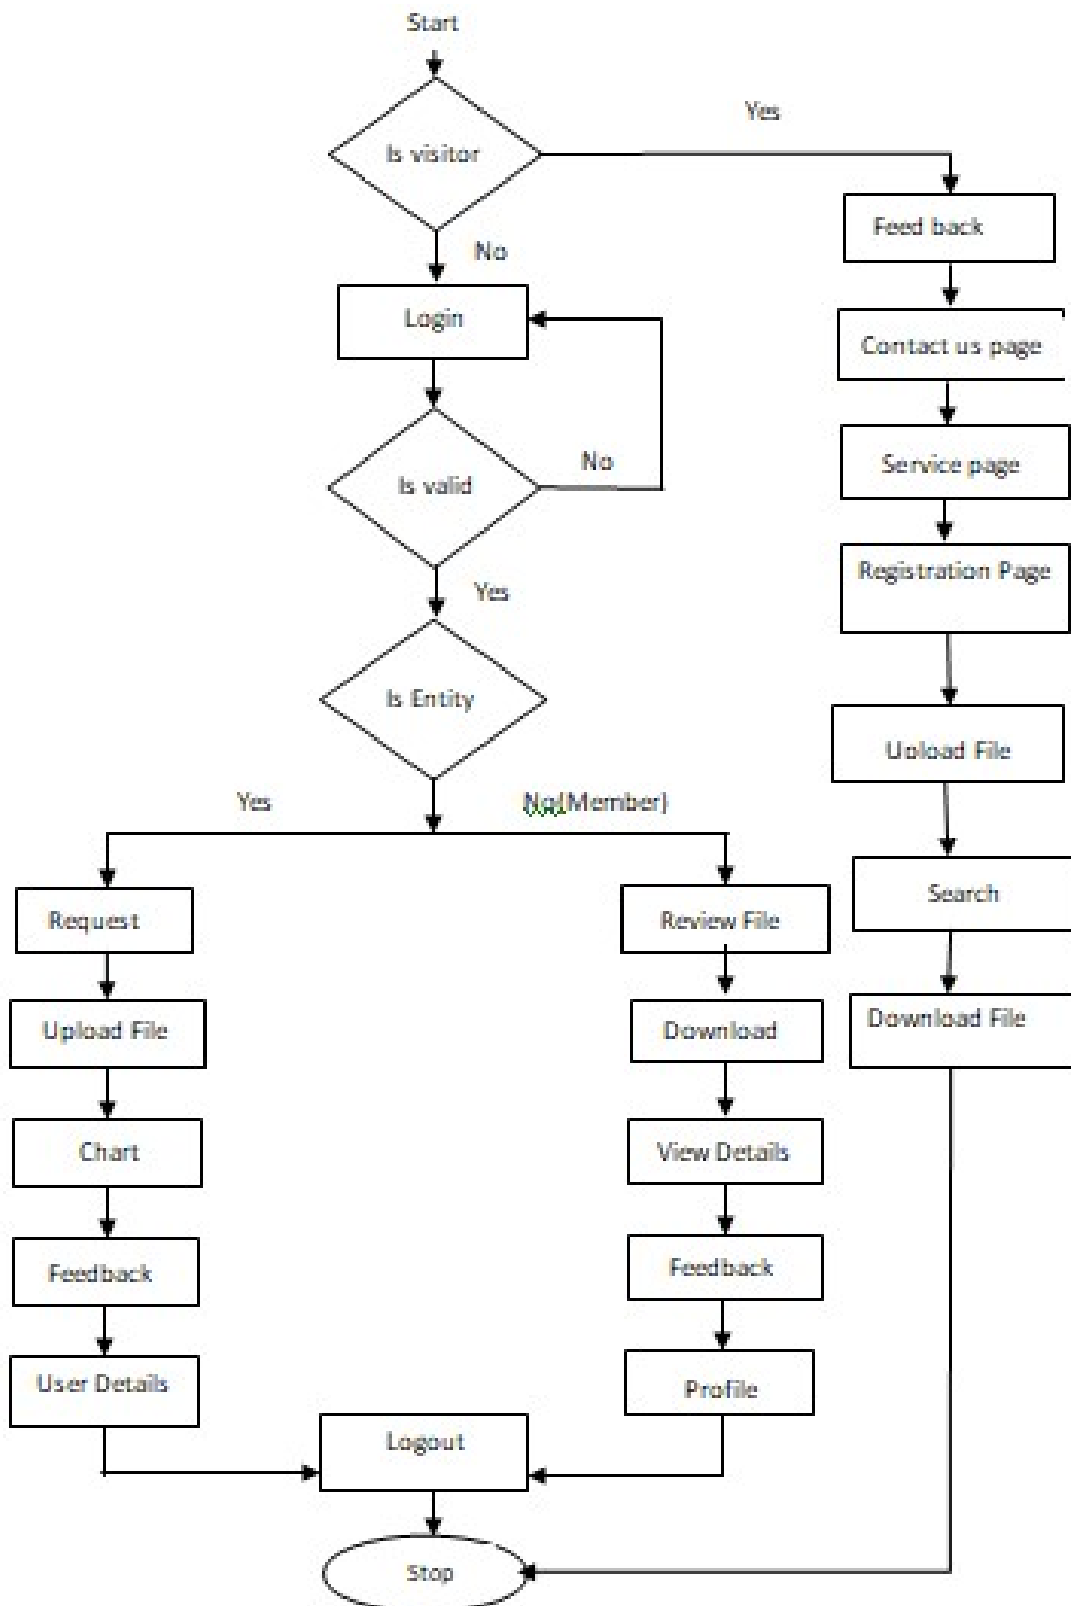 Start
Is visitor
Yes
No
Feed back
Login
Contact us page
Is valid
No
Service page
Yes
Registration Page
Is Entity
Upload File
Yes
No(Member)
Request
Review File
Search
Upload File
Download
Download File
Chart
View Details
Feedback
Feedback
User Details
Profile
Logout
Stop